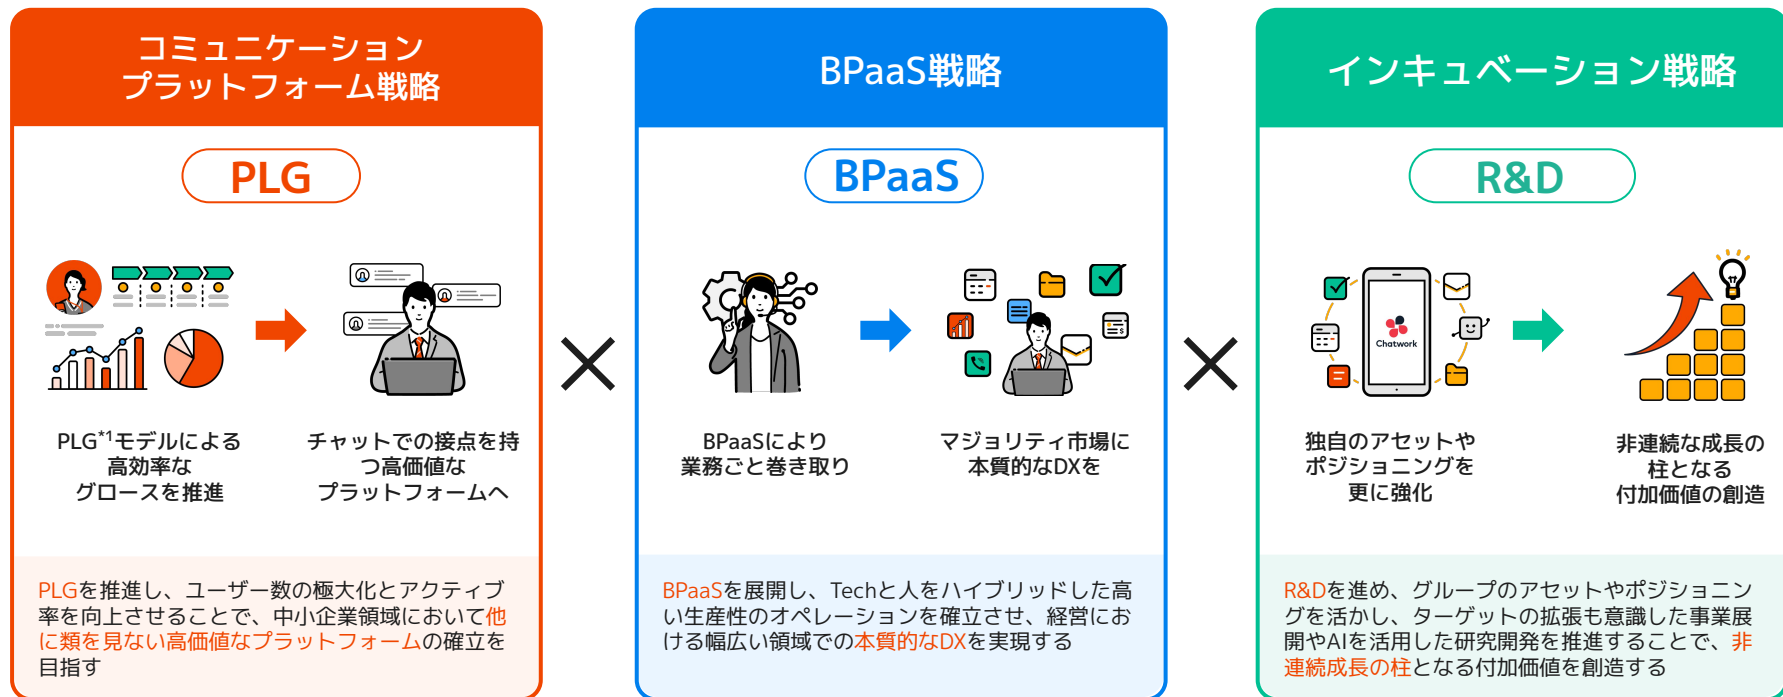 コミュニケーション
プラットフォーム戦略
PLG
PLG*1モデルによる
高効率な
グロースを推進
チャットでの接点を持
つ高価値な
プラットフォームへ
PLGを推進し、ユーザー数の極大化とアクティブ
率を向上させることで、中小企業領域において他
に類を見ない高価値なプラットフォームの確立を
目指す
BPaaS戦略
BPaaS
BPaaSにより
業務ごと巻き取り
マジョリティ市場に
本質的なDXを
BPaaSを展開し、Techと人をハイブリッドした高
い生産性のオペレーションを確立させ、経営にお
ける幅広い領域での本質的なDXを実現する
インキュベーション戦略
R&D
Chatwork
独自のアセットや
ポジショニングを
更に強化
非連続な成長の
柱となる
付加価値の創造
R&Dを進め、グループのアセットやポジショニン
グを活かし、ターゲットの拡張も意識した事業展
開やAIを活用した研究開発を推進することで、非
連続成長の柱となる付加価値を創造する